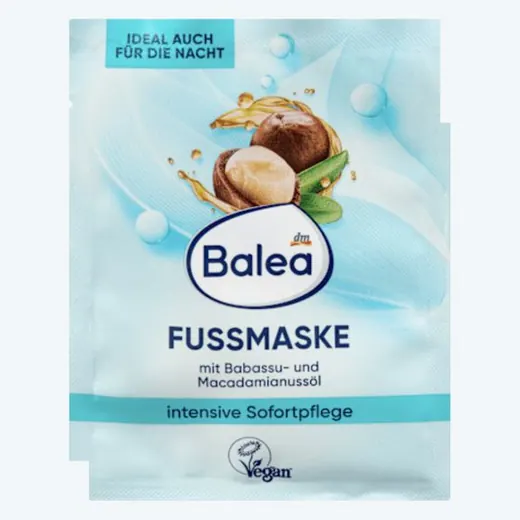 IDEAL AUCH
FÜR DIE NACHT
dm
Balea
FUSSMASKE
mit Babassu- und
Macadamianussöl
intensive Sofortpflege
Vegan